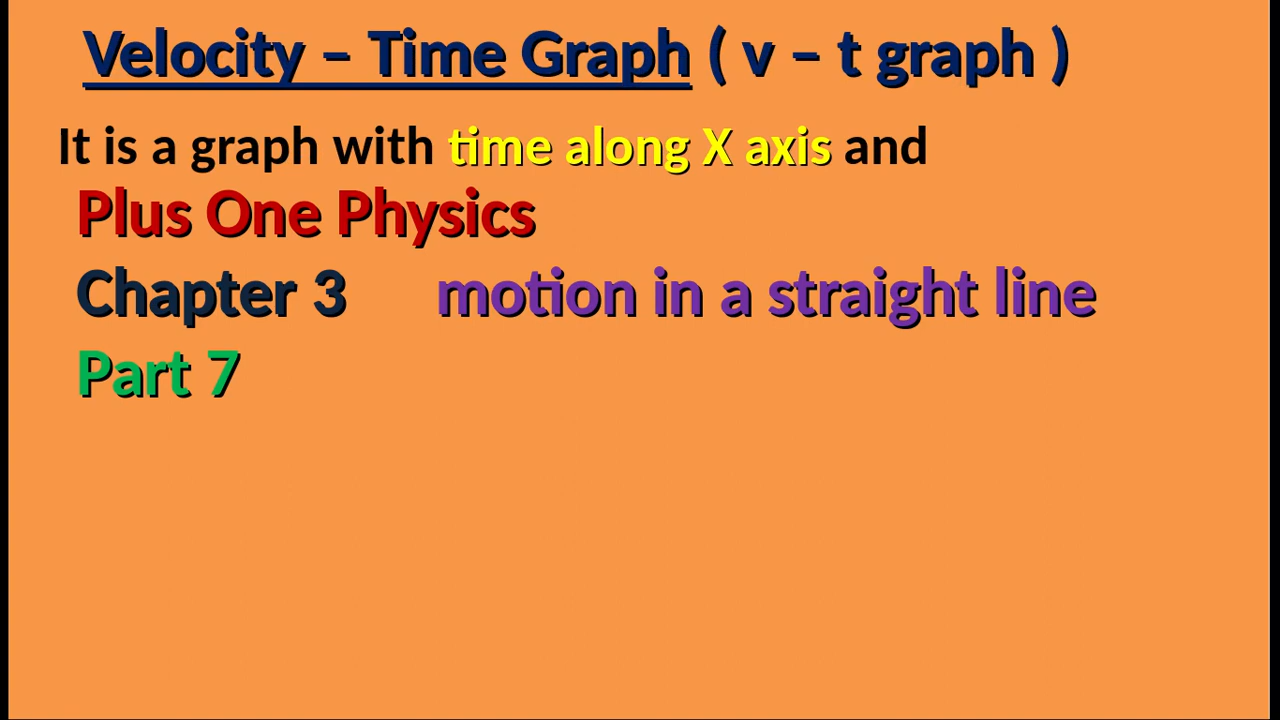 Velocity – Time Graph ( v – t graph )
It is a graph with time along X axis and
Plus One Physics
Chapter 3 motion in a straight line
Part 7